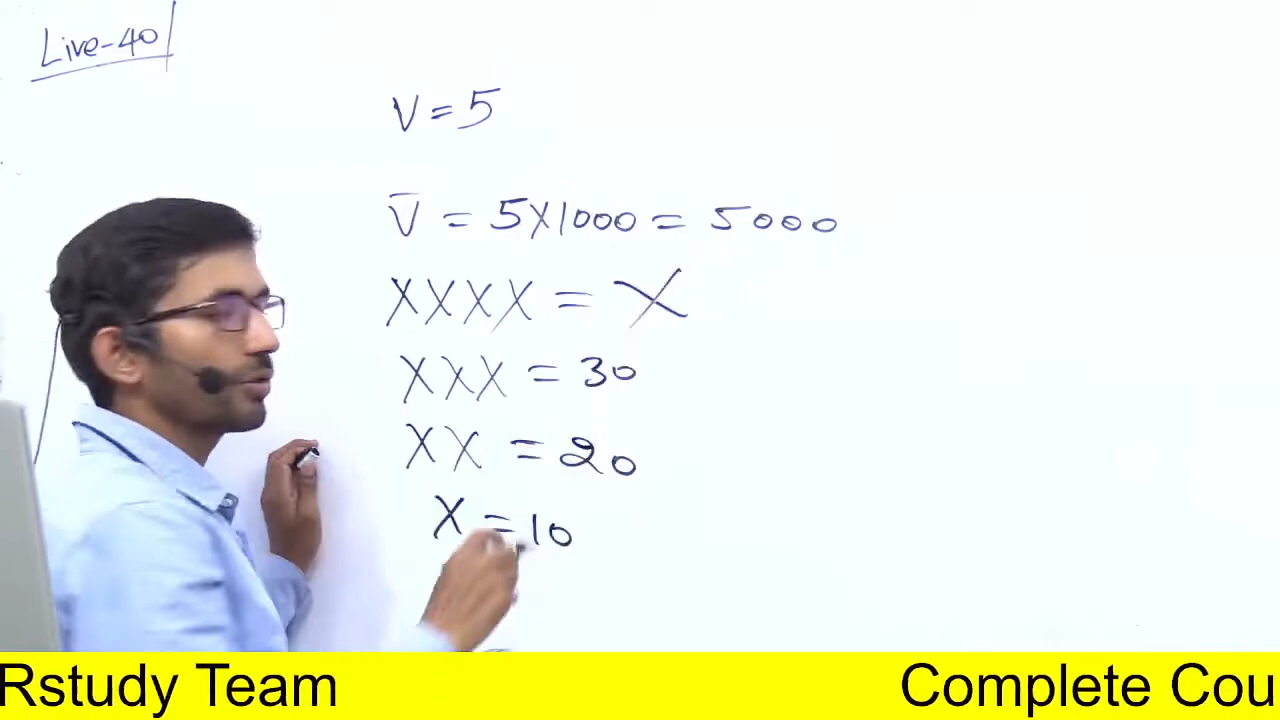 Live-40
V = 5
V̅ = 5X1000 = 5000
XXXX = X
XXX = 30
XX = 20
X = 10
Rstudy Team
Complete Cou